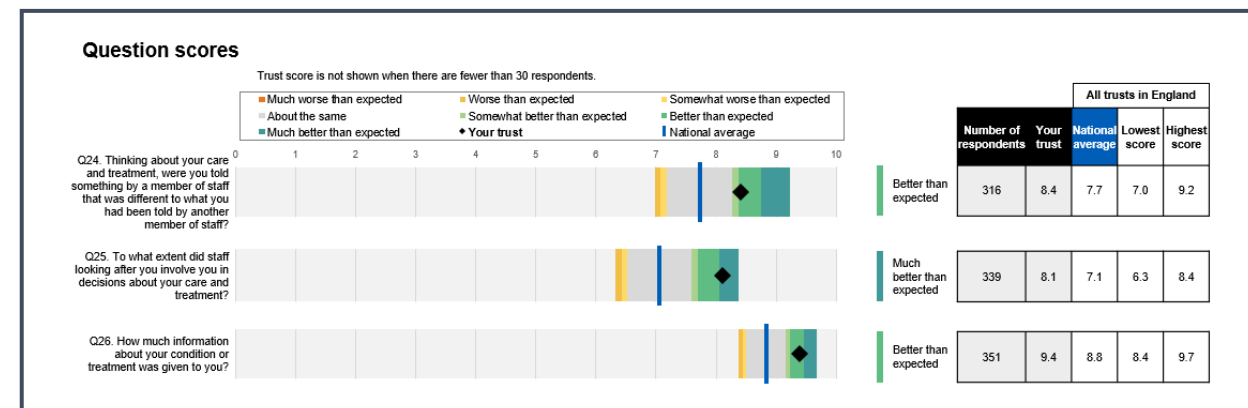 Question scores
Trust score is not shown when there are fewer than 30 respondents.
Much worse than expected
Worse than expected
Somewhat worse than expected
About the same
Somewhat better than expected
Better than expected
Much better than expected
Your trust
National average
All trusts in England
Number of respondents
Your trust
National average
Lowest score
Highest score
0 1 2 3 4 5 6 7 8 9 10
Q24. Thinking about your care
and treatment, were you told
something by a member of staff
that was different to what you
had been told by another
member of staff?
Better than
expected
316 8.4 7.7 7.0 9.2
Q25. To what extent did staff
looking after you involve you in
decisions about your care and
treatment?
Much
better than
expected
339 8.1 7.1 6.3 8.4
Q26. How much information
about your condition or
treatment was given to you?
Better than
expected
351 9.4 8.8 8.4 9.7